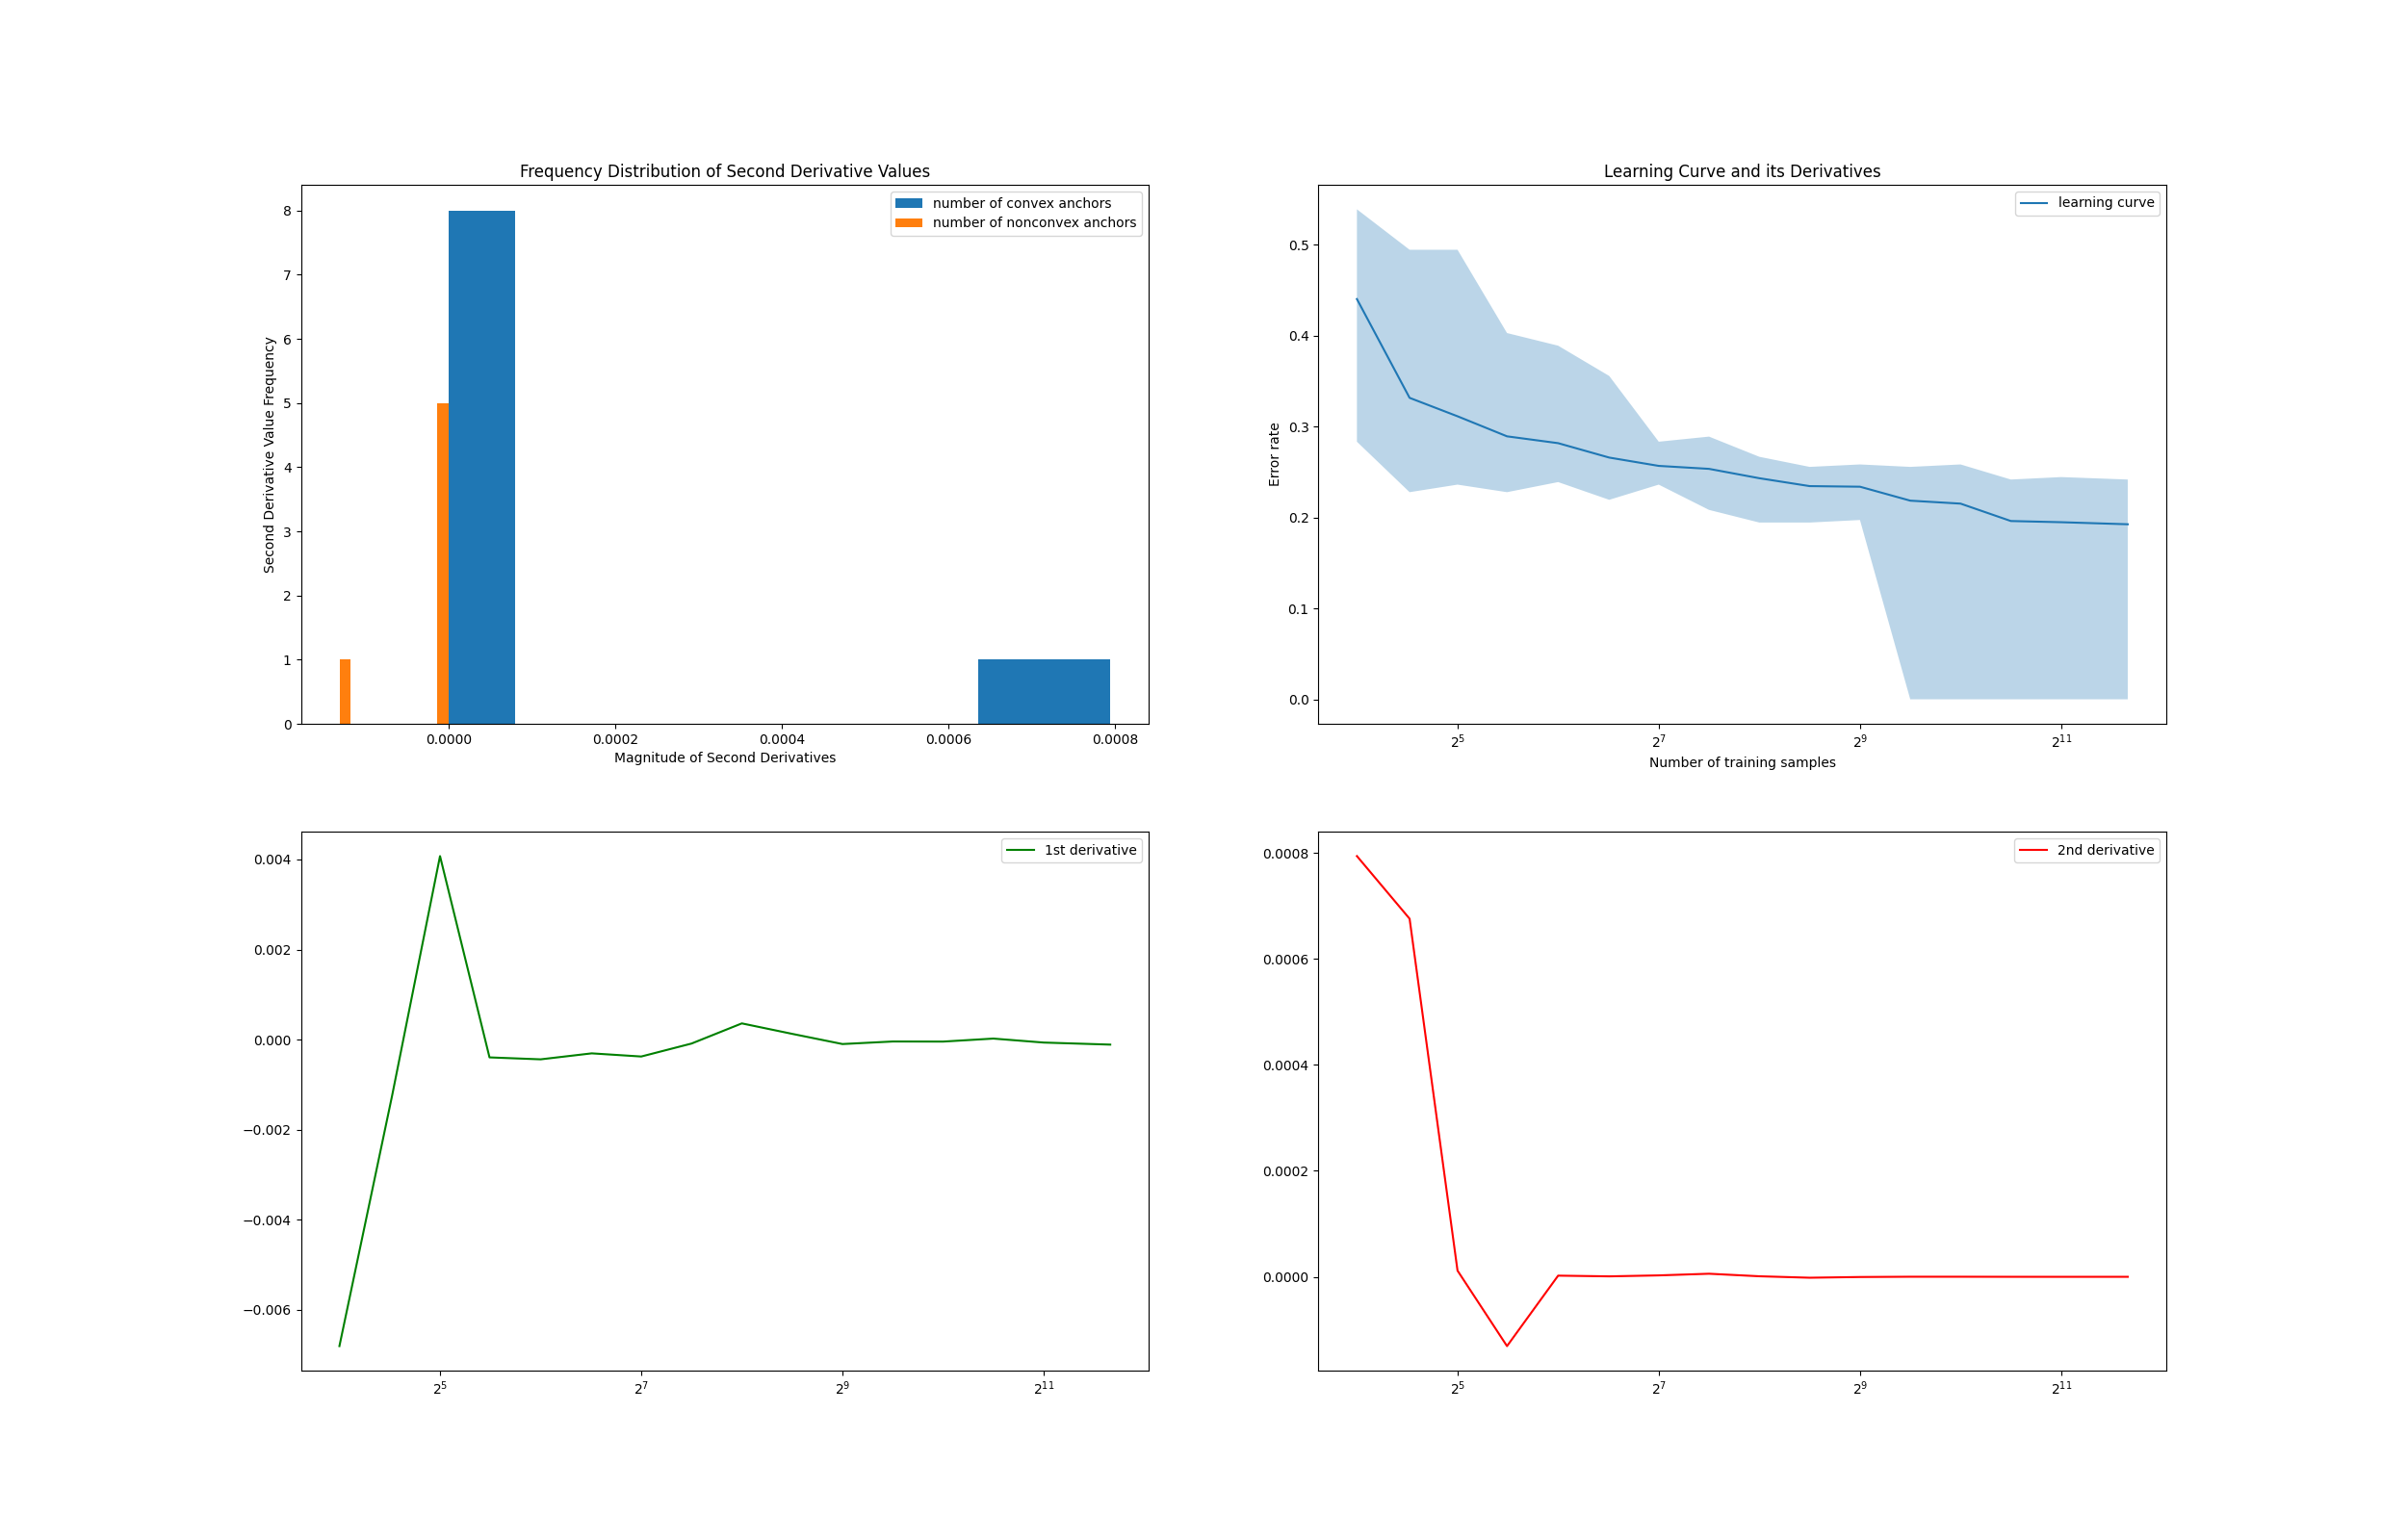 Frequency Distribution of Second Derivative Values
number of convex anchors
number of nonconvex anchors
8
7
6
5
4
3
2
1
0
Second Derivative Value Frequency
0.0000 0.0002 0.0004 0.0006 0.0008
Magnitude of Second Derivatives
Learning Curve and its Derivatives
learning curve
0.5
0.4
0.3
0.2
0.1
0.0
Error rate
2^5 2^7 2^9 2^11
Number of training samples
1st derivative
0.004
0.002
0.000
−0.002
−0.004
−0.006
2^5 2^7 2^9 2^11
2nd derivative
0.0008
0.0006
0.0004
0.0002
0.0000
2^5 2^7 2^9 2^11